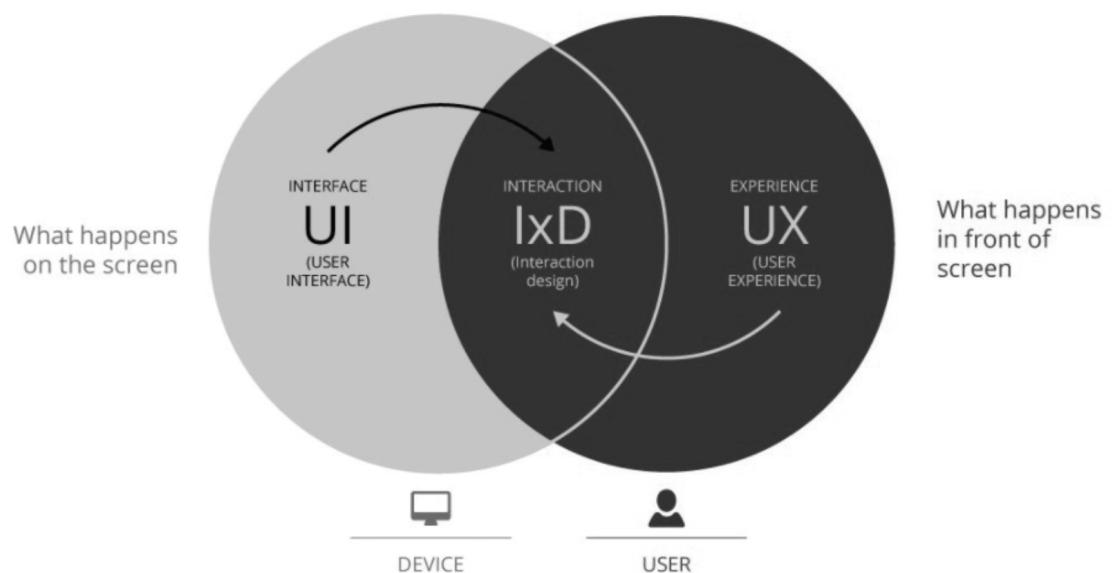 What happens
on the screen
INTERFACE
UI
(USER
INTERFACE)
INTERACTION
IxD
(Interaction
design)
EXPERIENCE
UX
(USER
EXPERIENCE)
What happens
in front of
screen
DEVICE
USER